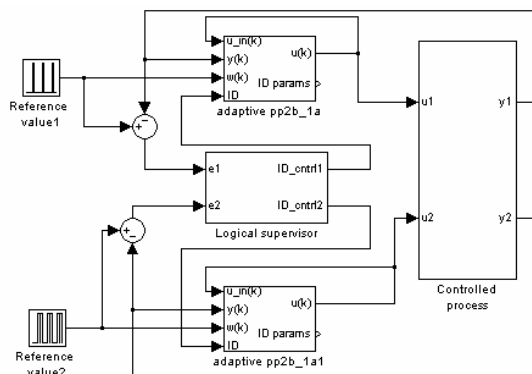 u_in(k)
y(k)
w(k)
ID
u(k)
ID params
adaptive pp2b_1a
Reference
value1
u1
y1
u2
y2
Controlled
process
e1
e2
ID_cntrl1
ID_cntrl2
Logical supervisor
u_in(k)
y(k)
w(k)
ID
u(k)
ID params
adaptive pp2b_1a1
Reference
value2